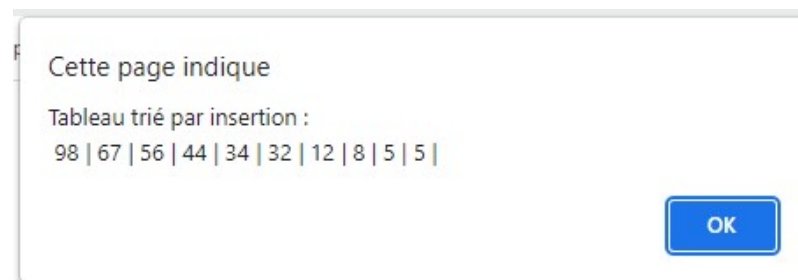 Cette page indique
Tableau trié par insertion :
98 | 67 | 56 | 44 | 34 | 32 | 12 | 8 | 5 | 5 |
OK